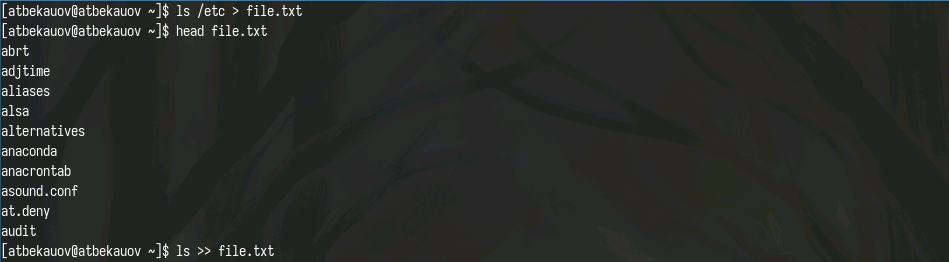 [atbekauov@atbekauov ~]$ ls /etc > file.txt
[atbekauov@atbekauov ~]$ head file.txt
abrt
adjtime
aliases
alsa
alternatives
anaconda
anacrontab
asound.conf
at.deny
audit
[atbekauov@atbekauov ~]$ ls >> file.txt